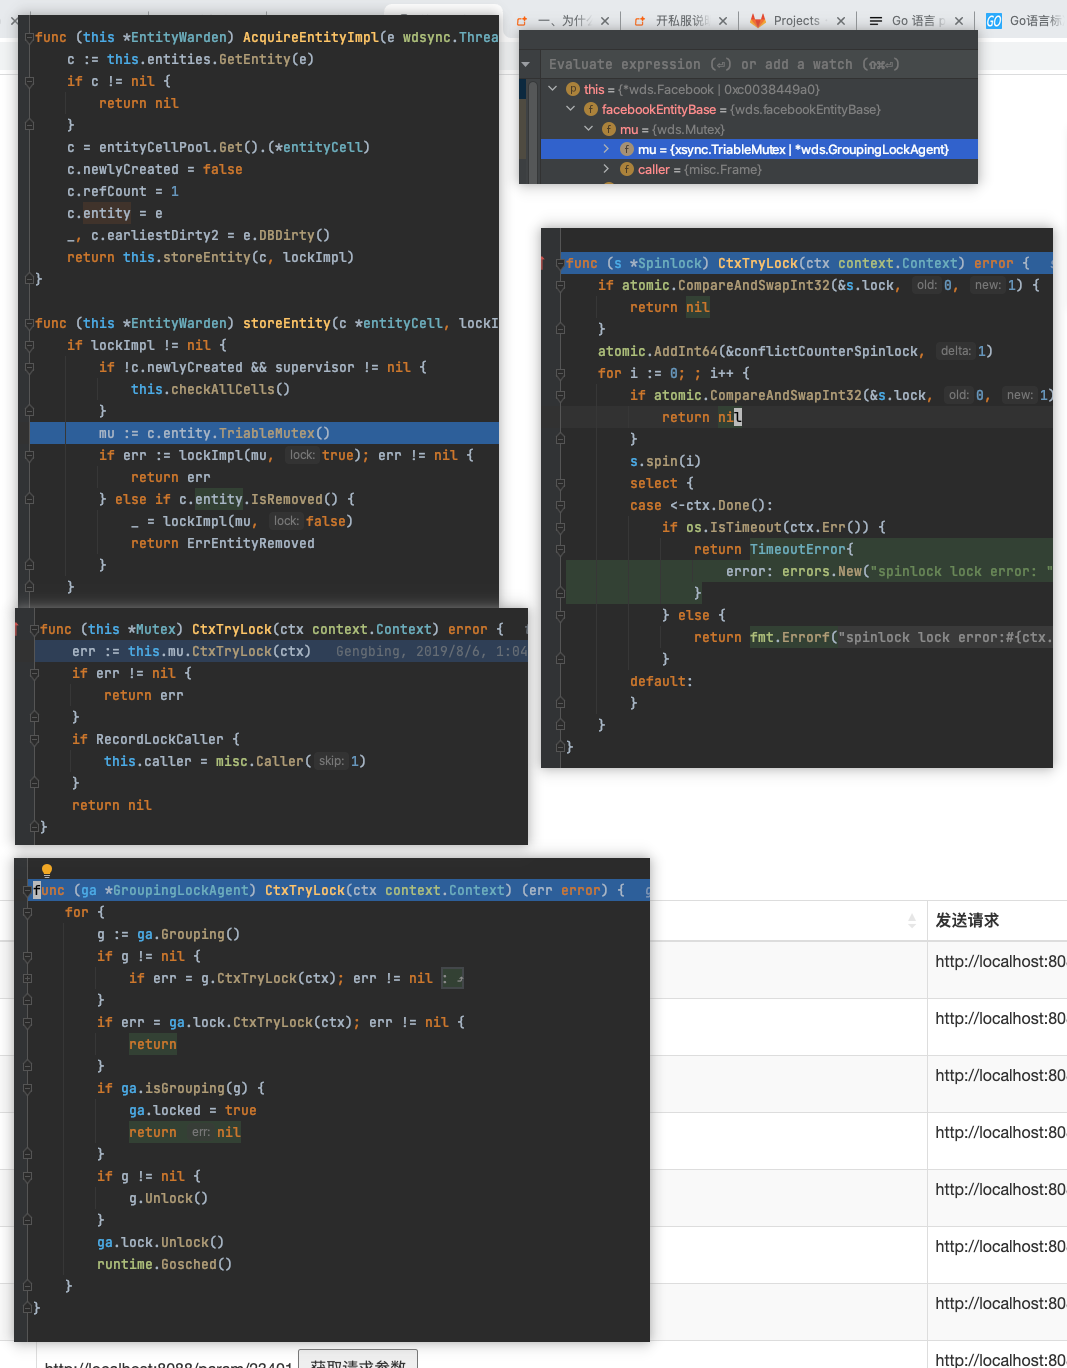 一、为什么
开私服说明
Projects
Go 语言 p
GO Go语言标
func (this *EntityWarden) AcquireEntityImpl(e wdsync.Threa
c := this.entities.GetEntity(e)
if c != nil {
return nil
}
c = entityCellPool.Get().(*entityCell)
c.newlyCreated = false
c.refCount = 1
c.entity = e
_, c.earliestDirty2 = e.DBDirty()
return this.storeEntity(c, lockImpl)
}
func (this *EntityWarden) storeEntity(c *entityCell, lockI
if lockImpl != nil {
if !c.newlyCreated && supervisor != nil {
this.checkAllCells()
}
mu := c.entity.TriableMutex()
if err := lockImpl(mu, lock: true); err != nil {
return err
} else if c.entity.IsRemoved() {
_ = lockImpl(mu, lock: false)
return ErrEntityRemoved
}
}
Evaluate expression (⏎) or add a watch (⇧⌘⏎)
this = {*wds.Facebook | 0xc0038449a0}
facebookEntityBase = {wds.facebookEntityBase}
mu = {wds.Mutex}
mu = {xsync.TriableMutex | *wds.GroupingLockAgent}
caller = {misc.Frame}
func (s *Spinlock) CtxTryLock(ctx context.Context) error { s
if atomic.CompareAndSwapInt32(&s.lock, old: 0, new: 1) {
return nil
}
atomic.AddInt64(&conflictCounterSpinlock, delta: 1)
for i := 0; ; i++ {
if atomic.CompareAndSwapInt32(&s.lock, old: 0, new: 1)
return nil
}
s.spin(i)
select {
case <-ctx.Done():
if os.IsTimeout(ctx.Err()) {
return TimeoutError{
error: errors.New("spinlock lock error: "
}
} else {
return fmt.Errorf("spinlock lock error:#{ctx.
}
default:
}
}
}
func (this *Mutex) CtxTryLock(ctx context.Context) error {
err := this.mu.CtxTryLock(ctx) Gengbing, 2019/8/6, 1:04
if err != nil {
return err
}
if RecordLockCaller {
this.caller = misc.Caller( skip: 1)
}
return nil
}
func (ga *GroupingLockAgent) CtxTryLock(ctx context.Context) (err error) { g
for {
g := ga.Grouping()
if g != nil {
if err = g.CtxTryLock(ctx); err != nil :
}
if err = ga.lock.CtxTryLock(ctx); err != nil {
return
}
if ga.isGrouping(g) {
ga.locked = true
return err: nil
}
if g != nil {
g.Unlock()
}
ga.lock.Unlock()
runtime.Gosched()
}
}
发送请求
http://localhost:808
http://localhost:808
http://localhost:808
http://localhost:808
http://localhost:808
http://localhost:808
http://localhost:808
http://localhost:808
http://localhost:8088/param/23401 获取请求参数